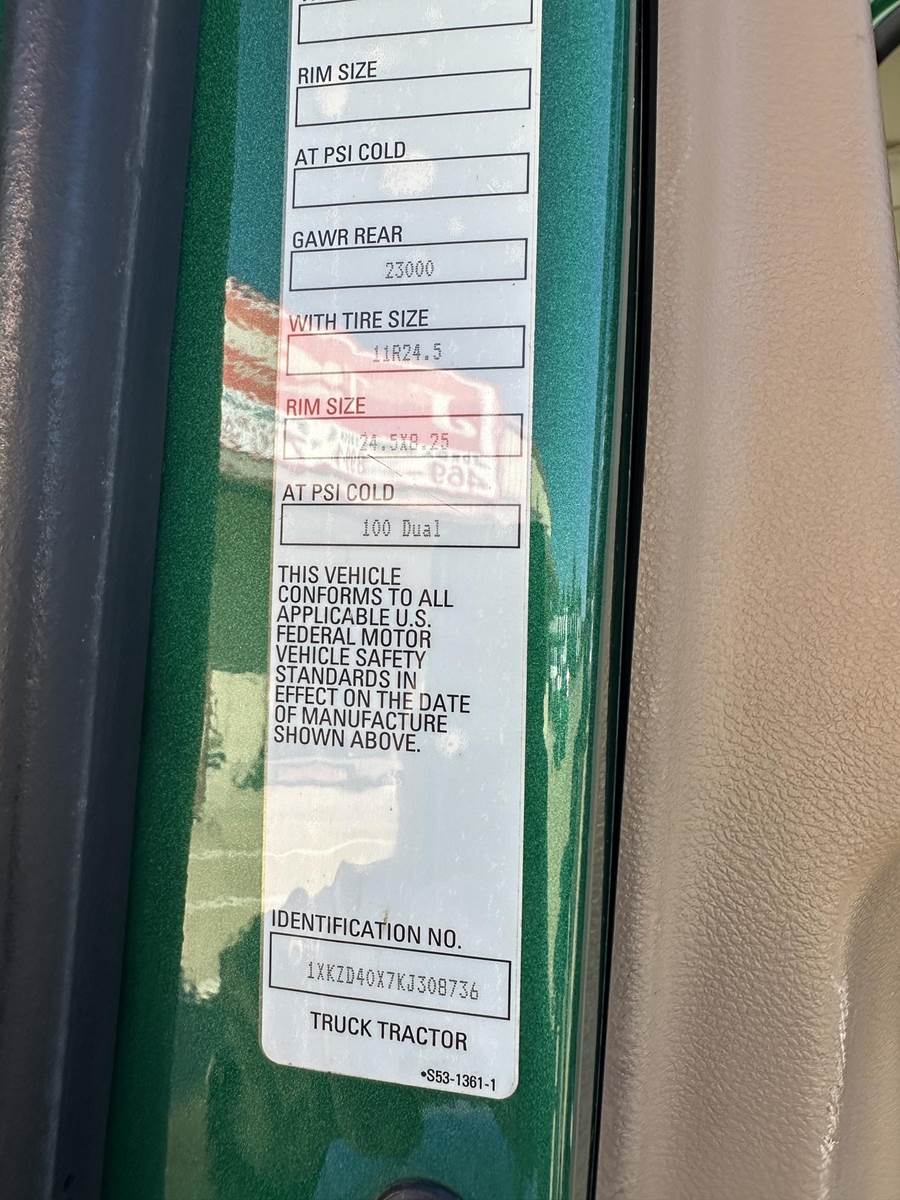 RIM SIZE
AT PSI COLD
GAWR REAR
23000
WITH TIRE SIZE
11R24.5
RIM SIZE
24.5X8.25
AT PSI COLD
100 Dual
THIS VEHICLE
CONFORMS TO ALL
APPLICABLE U.S.
FEDERAL MOTOR
VEHICLE SAFETY
STANDARDS IN
EFFECT ON THE DATE
OF MANUFACTURE
SHOWN ABOVE.
IDENTIFICATION NO.
1XKZD40X7KJ308736
TRUCK TRACTOR
•S53-1361-1